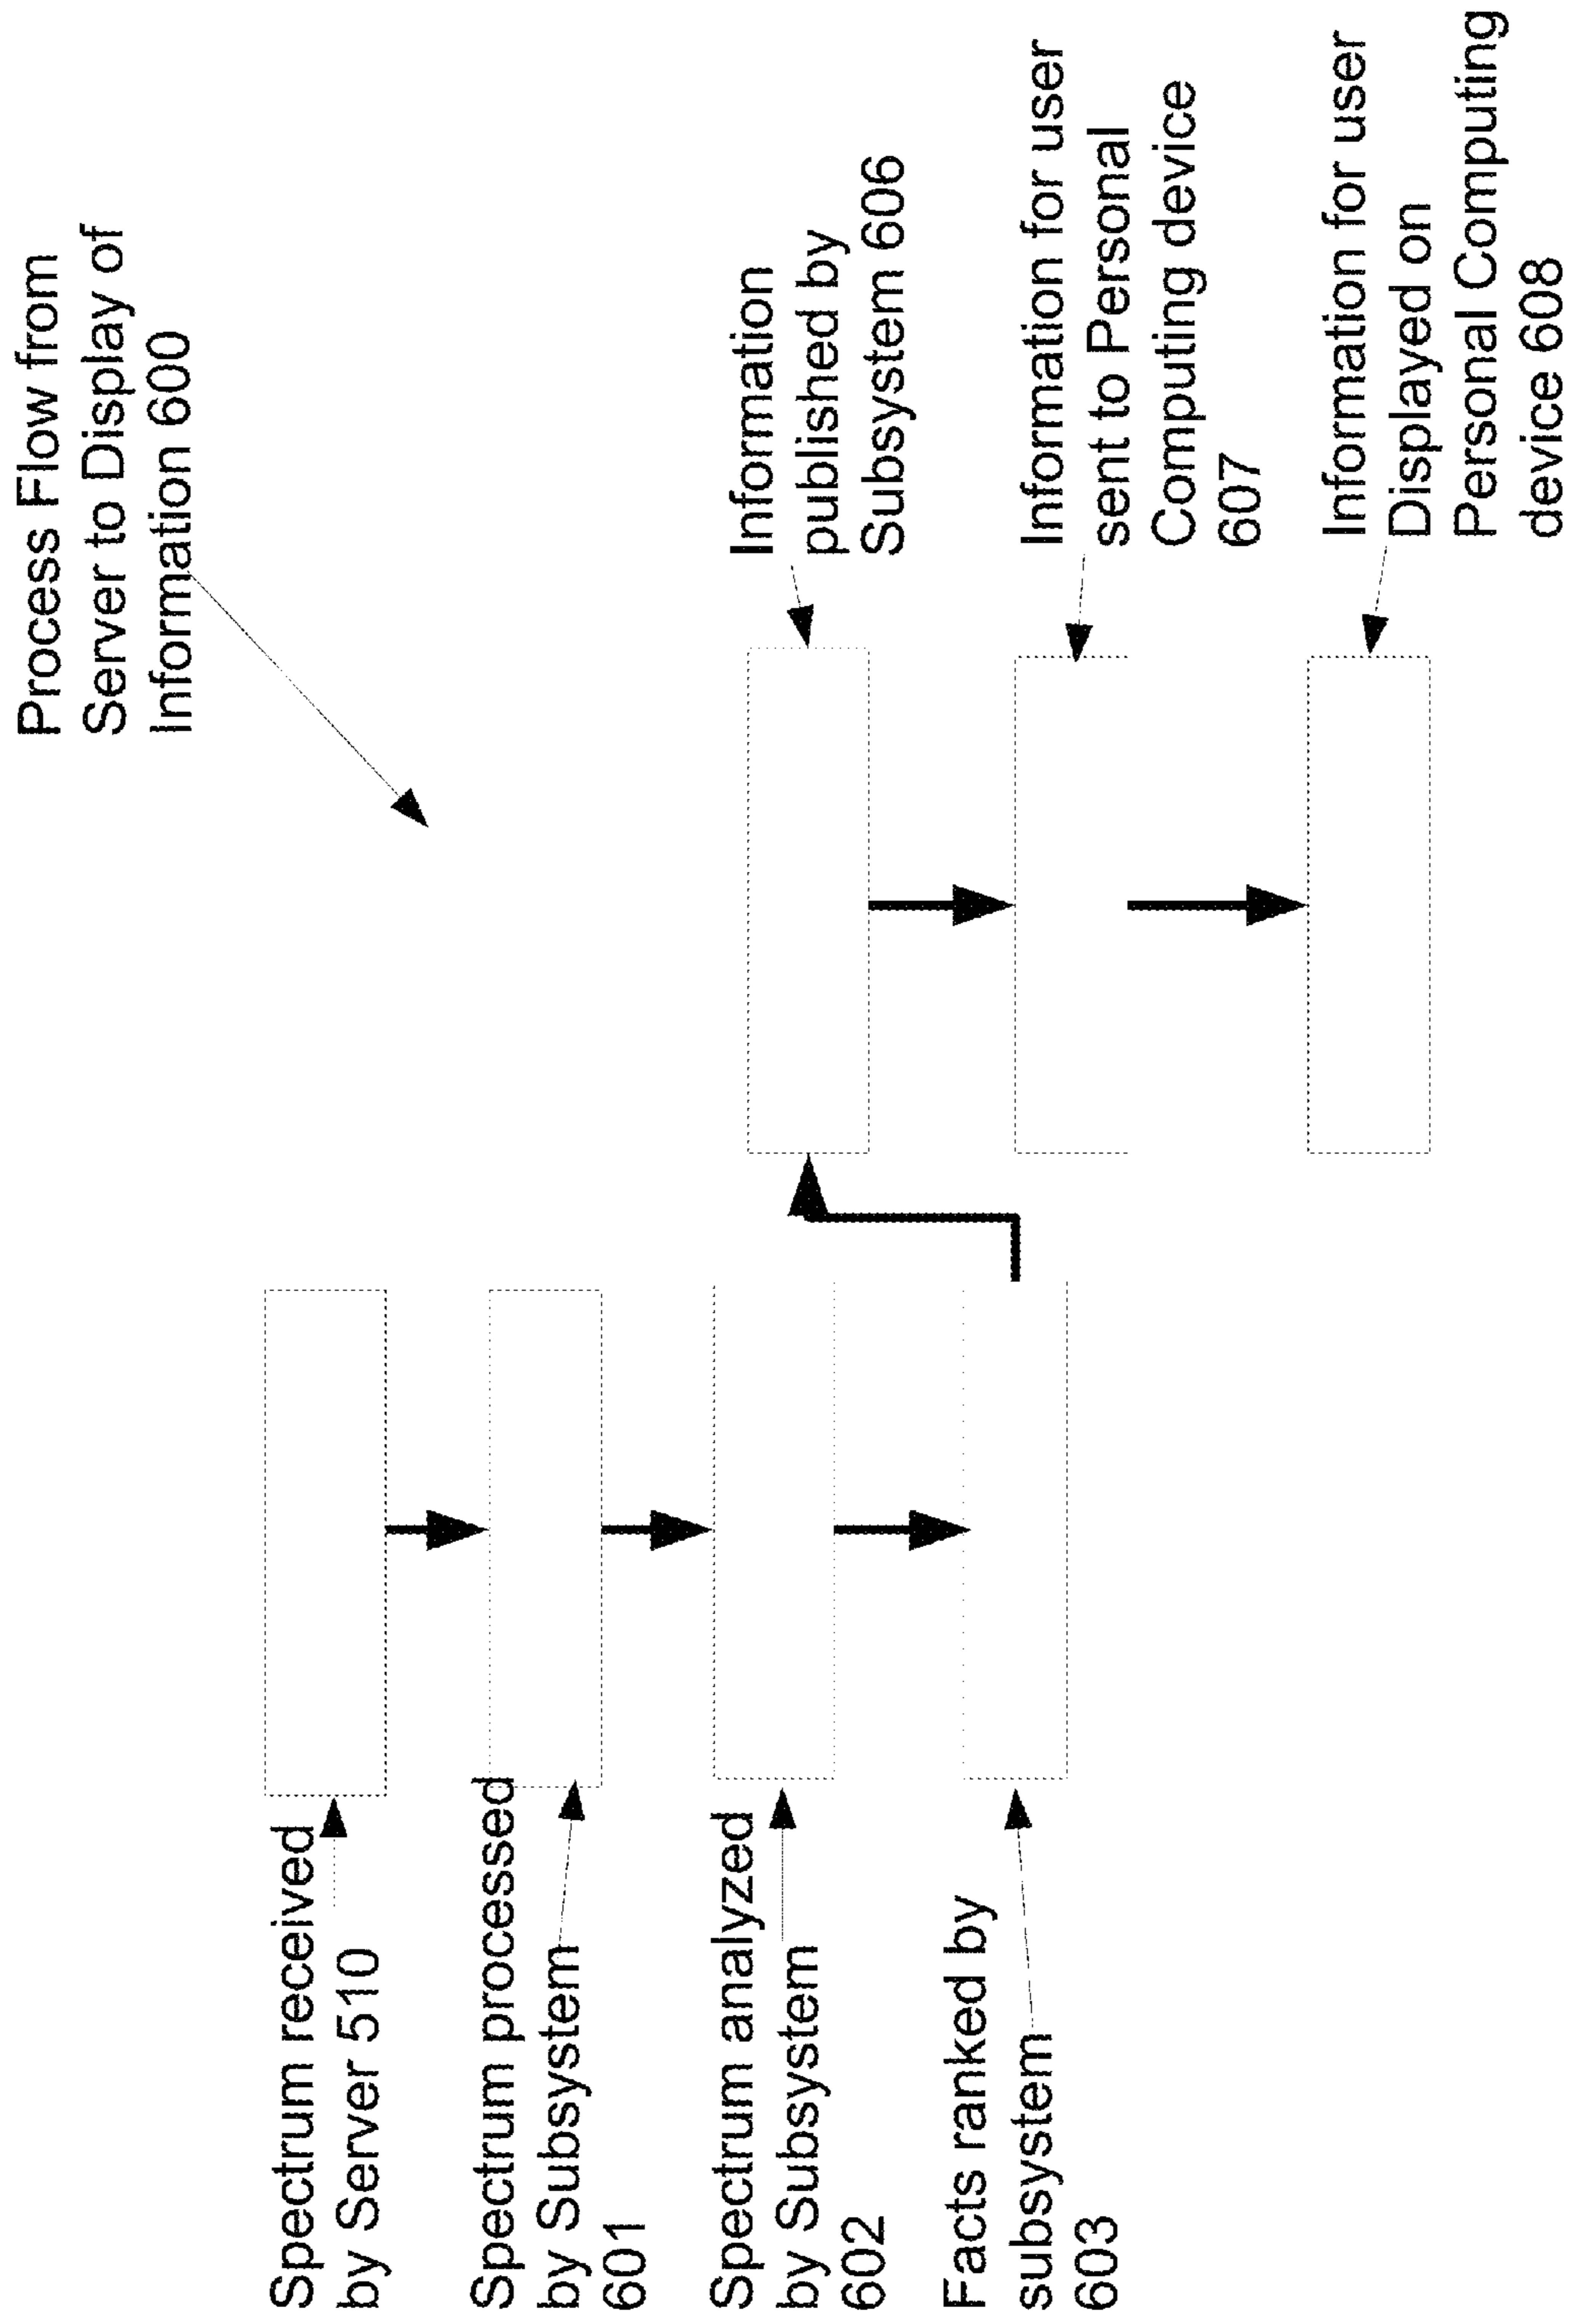 Process Flow from
Server to Display of
Information 600
Spectrum received
by Server 510
Spectrum processed
by Subsystem
601
Spectrum analyzed
by Subsystem
602
Facts ranked by
subsystem
603
Information
published by
Subsystem 606
Information for user
sent to Personal
Computing device
607
Information for user
Displayed on
Personal Computing
device 608